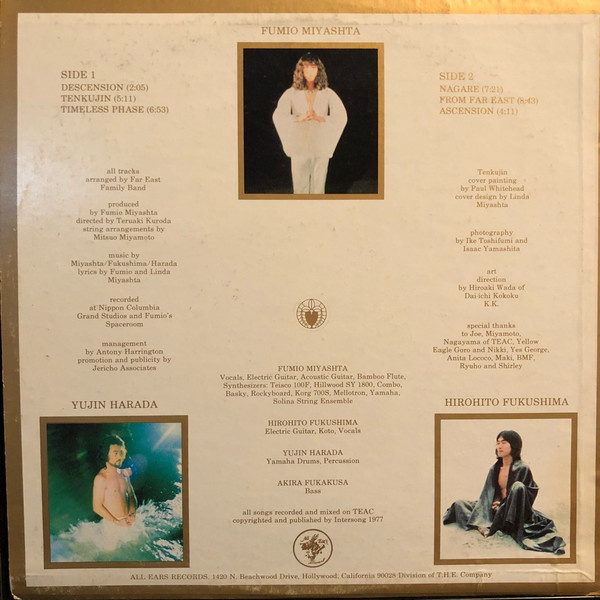 FUMIO MIYASHTA
SIDE 1
DESCENSION (2:05)
TENKUJIN (5:11)
TIMELESS PHASE (6:53)
SIDE 2
NAGARE (7:21)
FROM FAR EAST (8:43)
ASCENSION (4:11)
all tracks
arranged by Far East
Family Band
produced
by Fumio Miyashta
directed by Teruaki Kuroda
string arrangements by
Mitsuo Miyamoto
music by
Miyashta/Fukushima/Harada
lyrics by Fumio and Linda
Miyashta
recorded
at Nippon Columbia
Grand Studios and Fumio's
Spaceroom
management
by Antony Harrington
promotion and publicity by
Jericho Associates
Tenkujin
cover painting
by Paul Whitehead
cover design by Linda
Miyashta
photography
by Ike Toshifumi and
Isaac Yamashita
art
direction
by Hiroaki Wada of
Dai-ichi Kokoku
K.K.
special thanks
to Joe, Miyamoto,
Nagayama of TEAC, Yellow
Eagle Goro and Nikki, Yes George,
Anita Lococo, Maki, BMF,
Ryuho and Shirley
FUMIO MIYASHTA
Vocals, Electric Guitar, Acoustic Guitar, Bamboo Flute,
Synthesizers: Teisco 100F, Hillwood SY 1800, Combo,
Basky, Rockyboard, Korg 700S, Mellotron, Yamaha,
Solina String Ensemble
HIROHITO FUKUSHIMA
Electric Guitar, Koto, Vocals
YUJIN HARADA
Yamaha Drums, Percussion
AKIRA FUKAKUSA
Bass
all songs recorded and mixed on TEAC
copyrighted and published by Intersong 1977
YUJIN HARADA
HIROHITO FUKUSHIMA
ALL EARS RECORDS, 1420 N. Beachwood Drive, Hollywood, California 90028 Division of T.H.E. Company